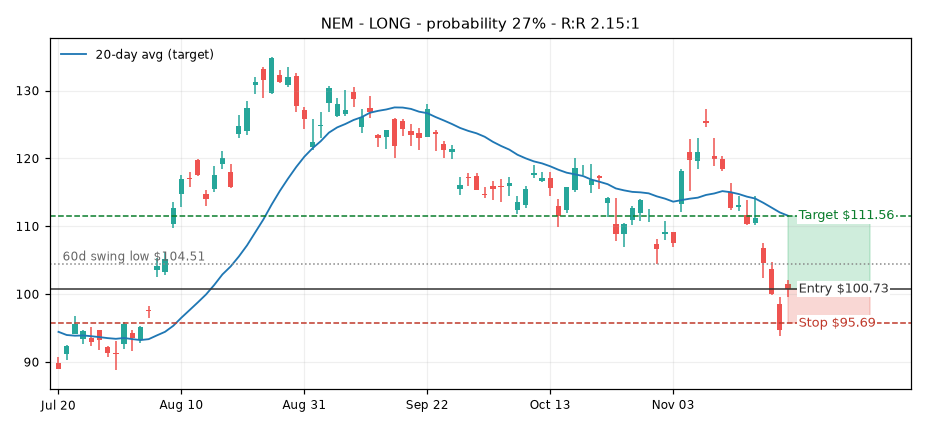 NEM - LONG - probability 27% - R:R 2.15:1
20-day avg (target)
130
120
110
100
90
60d swing low $104.51
Target $111.56
Entry $100.73
Stop $95.69
Jul 20
Aug 10
Aug 31
Sep 22
Oct 13
Nov 03